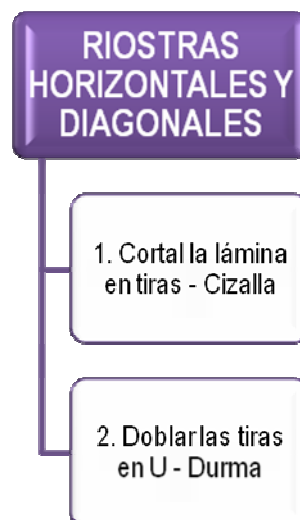 RIOSTRAS
HORIZONTALES Y
DIAGONALES
1. Cortal la lámina
en tiras - Cizalla
2. Doblar las tiras
en U - Durma